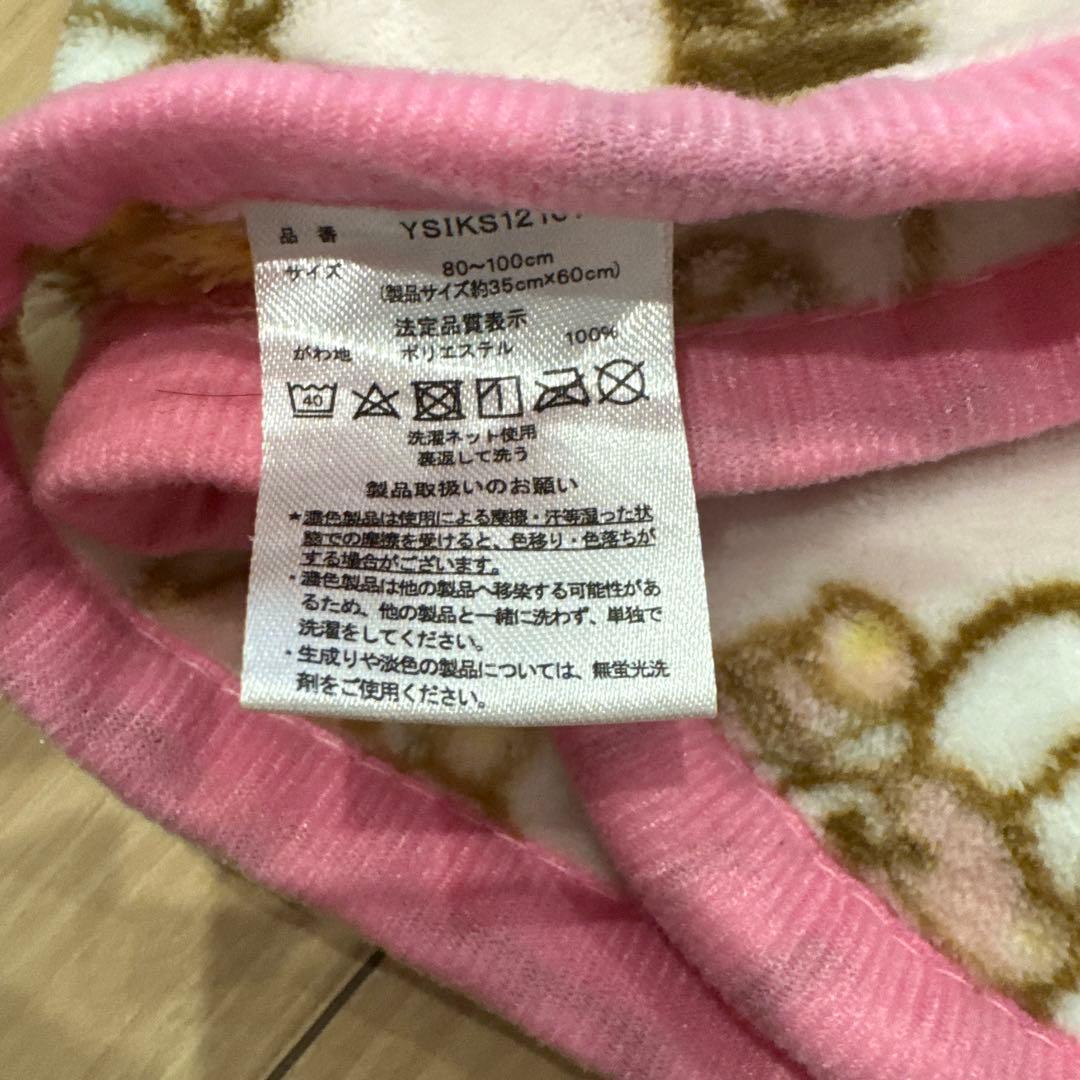 品番 YSIKS121
サイズ 80～100cm
(製品サイズ約35cm×60cm)
法定品質表示
がわ地 ポリエステル 100%
40
洗濯ネット使用
裏返して洗う
製品取扱いのお願い
★濃色製品は使用による摩擦・汗等湿った状
態での摩擦を受けると、色移り・色落ちが
する場合がございます。
・濃色製品は他の製品へ移染する可能性があ
るため、他の製品と一緒に洗わず、単独で
洗濯をしてください。
・生成りや淡色の製品については、無蛍光洗
剤をご使用ください。